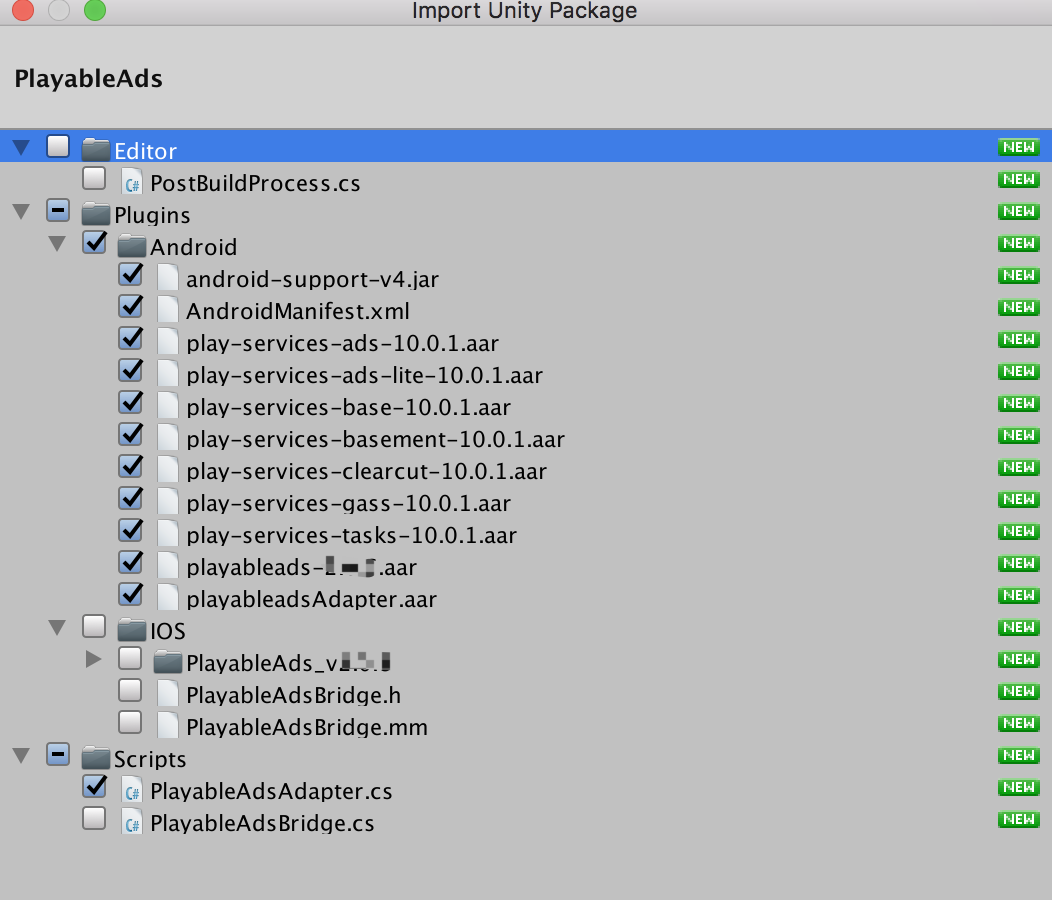 Import Unity Package
PlayableAds
Editor NEW
PostBuildProcess.cs NEW
Plugins NEW
Android NEW
android-support-v4.jar NEW
AndroidManifest.xml NEW
play-services-ads-10.0.1.aar NEW
play-services-ads-lite-10.0.1.aar NEW
play-services-base-10.0.1.aar NEW
play-services-basement-10.0.1.aar NEW
play-services-clearcut-10.0.1.aar NEW
play-services-gass-10.0.1.aar NEW
play-services-tasks-10.0.1.aar NEW
playableads- .aar NEW
playableadsAdapter.aar NEW
IOS NEW
PlayableAds_v NEW
PlayableAdsBridge.h NEW
PlayableAdsBridge.mm NEW
Scripts NEW
C# PlayableAdsAdapter.cs NEW
C# PlayableAdsBridge.cs NEW